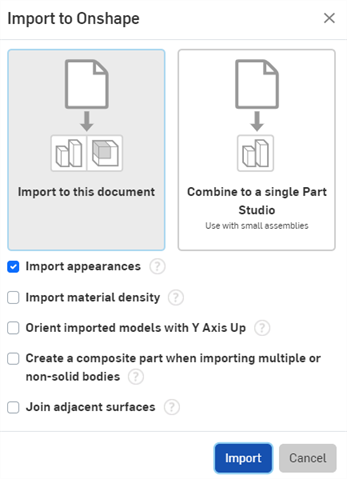 Import to Onshape
Import to this document
Combine to a single Part
Studio
Use with small assemblies
Import appearances
Import material density
Orient imported models with Y Axis Up
Create a composite part when importing multiple or
non-solid bodies
Join adjacent surfaces
Import Cancel